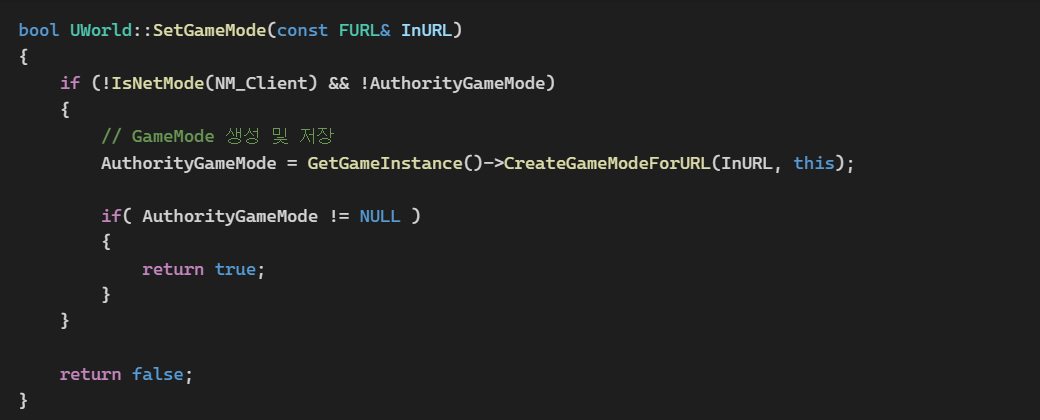 bool UWorld::SetGameMode(const FURL& InURL)
{
    if (!IsNetMode(NM_Client) && !AuthorityGameMode)
    {
        // GameMode 생성 및 저장
        AuthorityGameMode = GetGameInstance()->CreateGameModeForURL(InURL, this);

        if( AuthorityGameMode != NULL )
        {
            return true;
        }
    }

    return false;
}